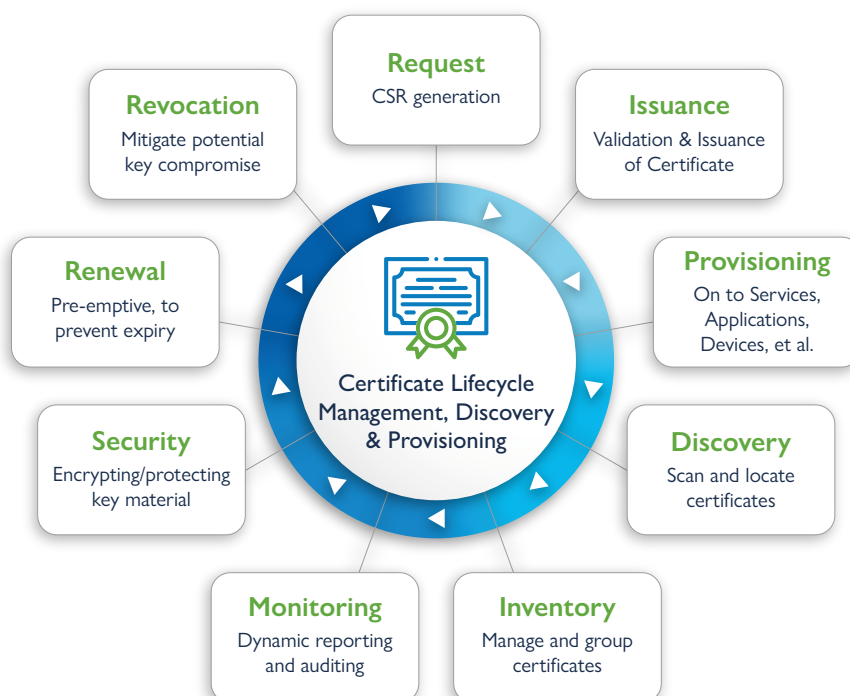 Request
CSR generation
Issuance
Validation & Issuance
of Certificate
Provisioning
On to Services,
Applications,
Devices, et al.
Discovery
Scan and locate
certificates
Inventory
Manage and group
certificates
Monitoring
Dynamic reporting
and auditing
Security
Encrypting/protecting
key material
Renewal
Pre-emptive, to
prevent expiry
Revocation
Mitigate potential
key compromise
Certificate Lifecycle
Management, Discovery
& Provisioning